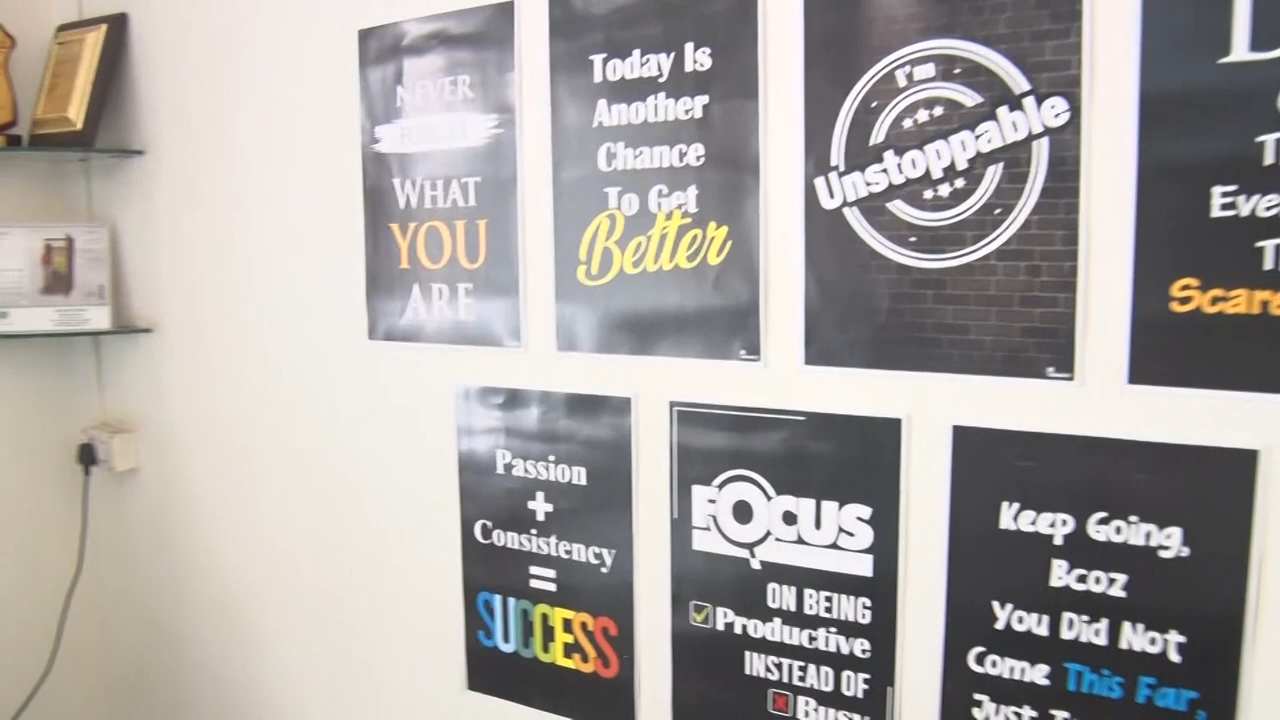 NEVER
WHAT
YOU
ARE
Today Is
Another
Chance
To Get
Better
I'm
Unstoppable
Scare
Passion
+
Consistency
=
SUCCESS
FOCUS
ON BEING
Productive
INSTEAD OF
Busy
Keep Going,
Bcoz
You Did Not
Come This Far,